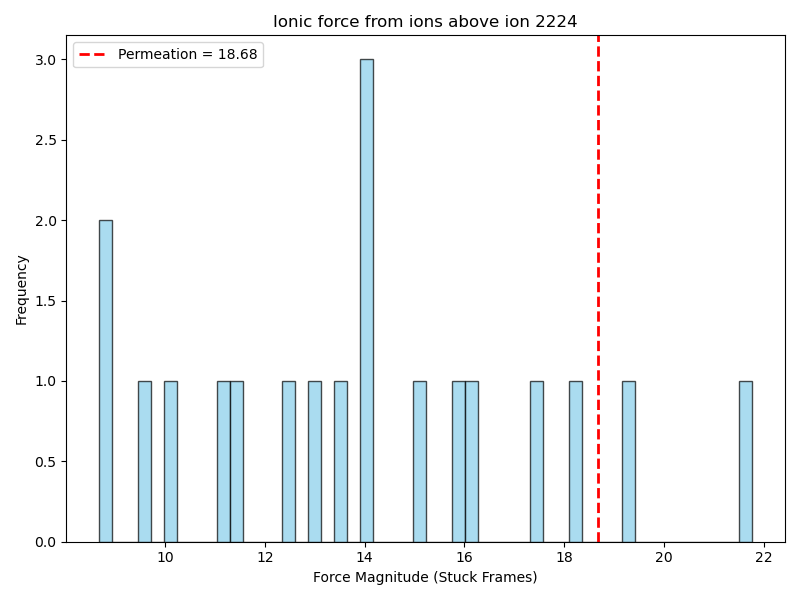 Ionic force from ions above ion 2224
Permeation = 18.68
3.0
2.5
2.0
1.5
1.0
0.5
0.0
Frequency
10 12 14 16 18 20 22
Force Magnitude (Stuck Frames)